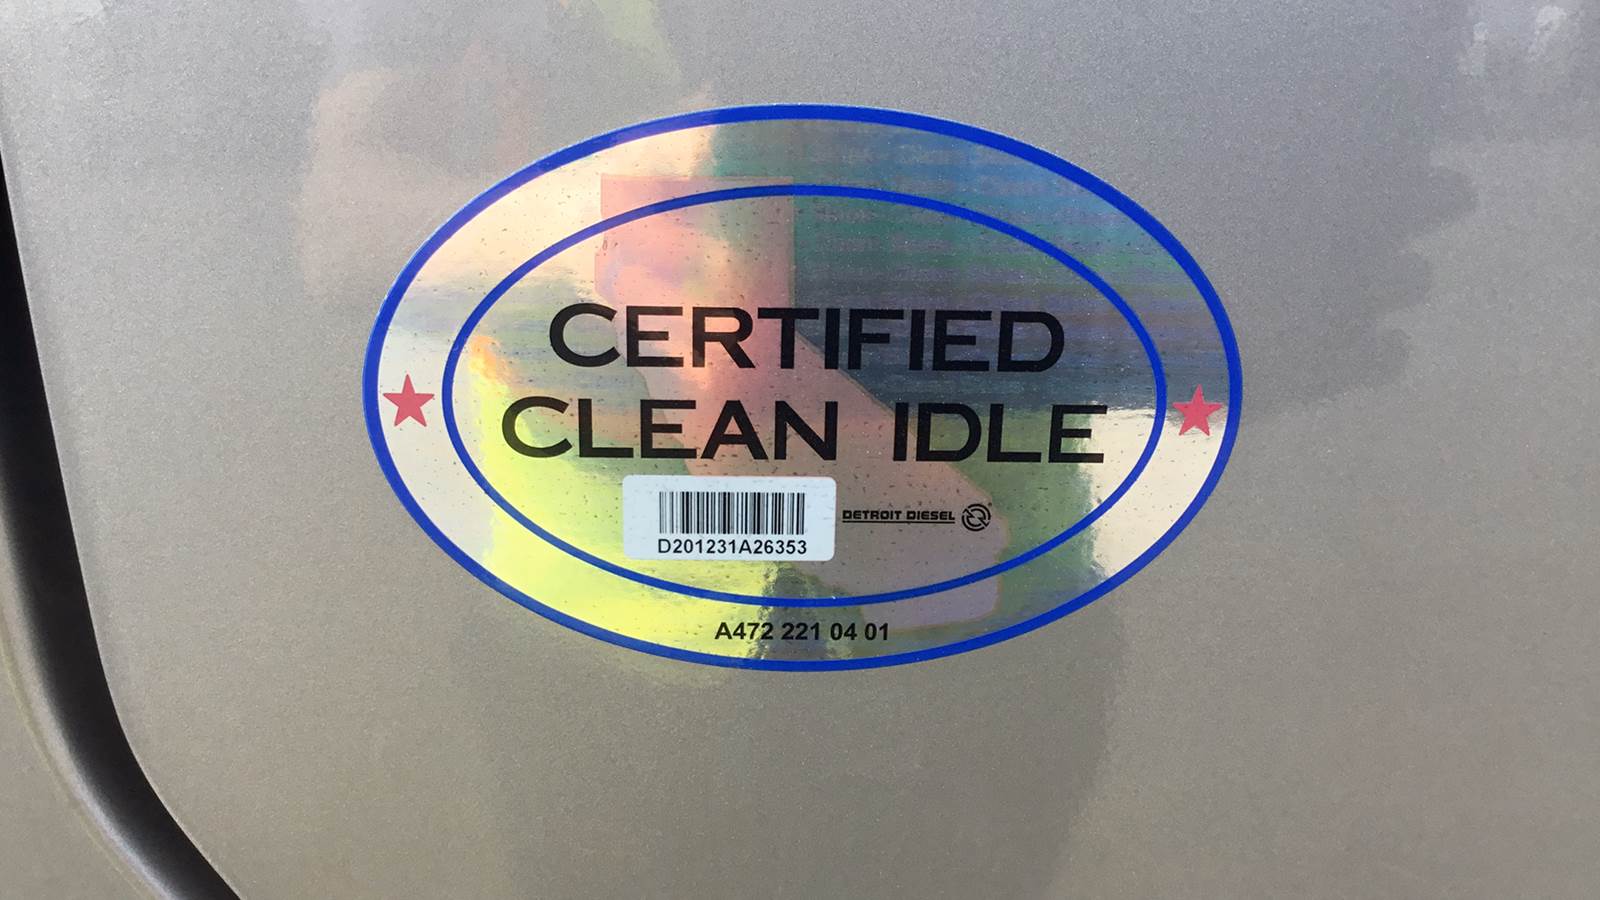 CERTIFIED
CLEAN IDLE
D201231A26353
DETROIT DIESEL
A472 221 04 01